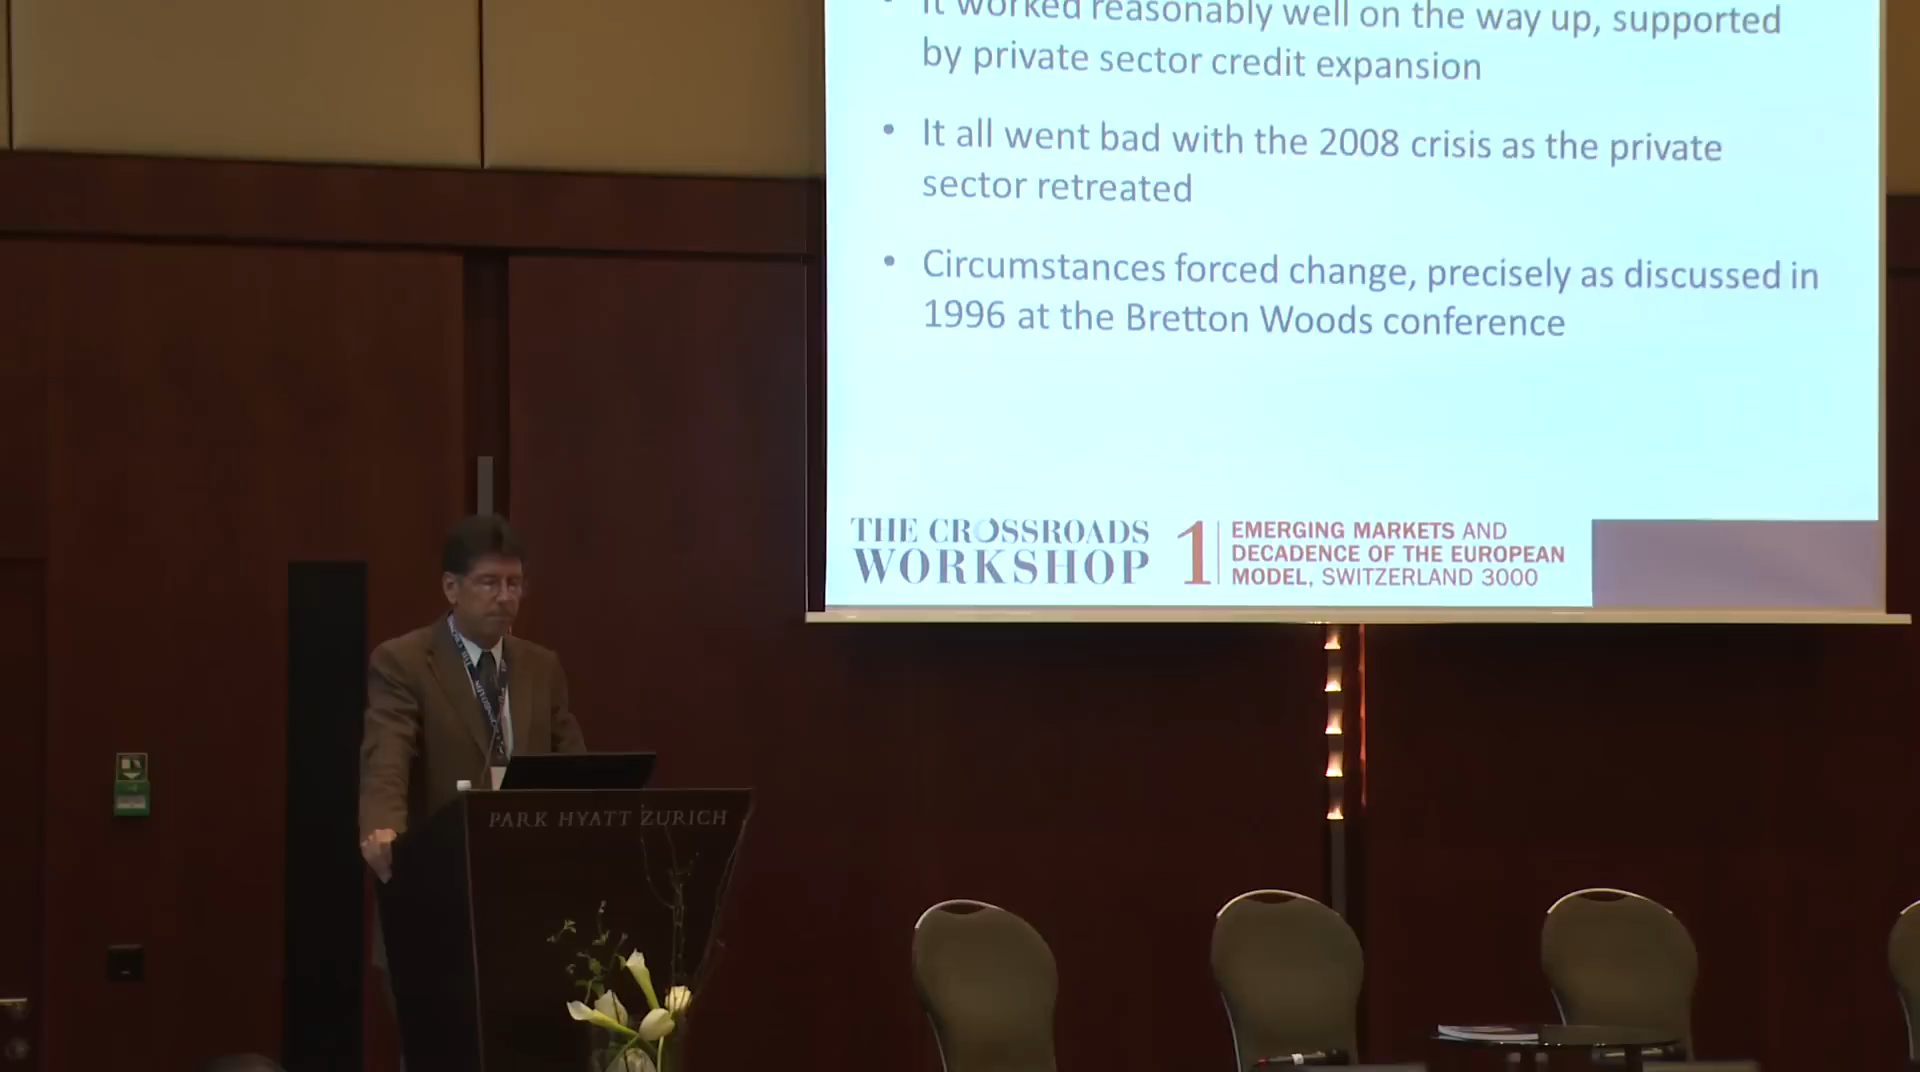 It worked reasonably well on the way up, supported
by private sector credit expansion
• It all went bad with the 2008 crisis as the private
sector retreated
• Circumstances forced change, precisely as discussed in
1996 at the Bretton Woods conference
THE CROSSROADS
WORKSHOP
1
EMERGING MARKETS AND
DECADENCE OF THE EUROPEAN
MODEL, SWITZERLAND 3000
PARK HYATT ZURICH